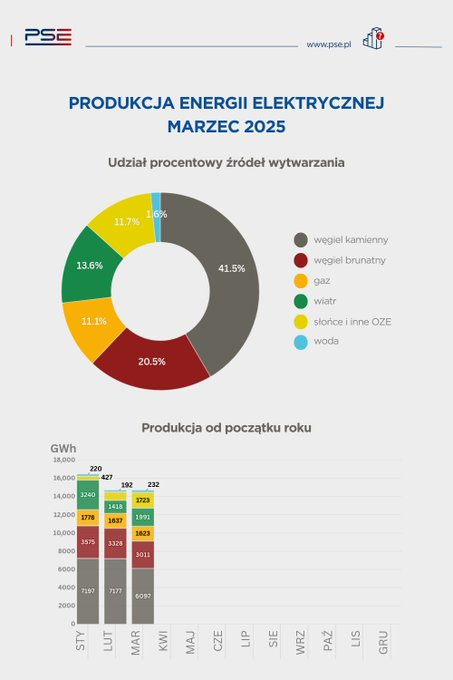 PSE
www.pse.pl
PRODUKCJA ENERGII ELEKTRYCZNEJ
MARZEC 2025
Udział procentowy źródeł wytwarzania
41.5%
20.5%
11.1%
13.6%
11.7%
1.6%
węgiel kamienny
węgiel brunatny
gaz
wiatr
słońce i inne OZE
woda
Produkcja od początku roku
GWh
18,000
16,000
14,000
12,000
10,000
8000
6000
4000
2000
0
220
427
3240
1778
3575
7197
192
1418
1637
3328
7177
232
1723
1991
1623
3011
6097
STY
LUT
MAR
KWI
MAJ
CZE
LIP
SIE
WRZ
PAŹ
LIS
GRU